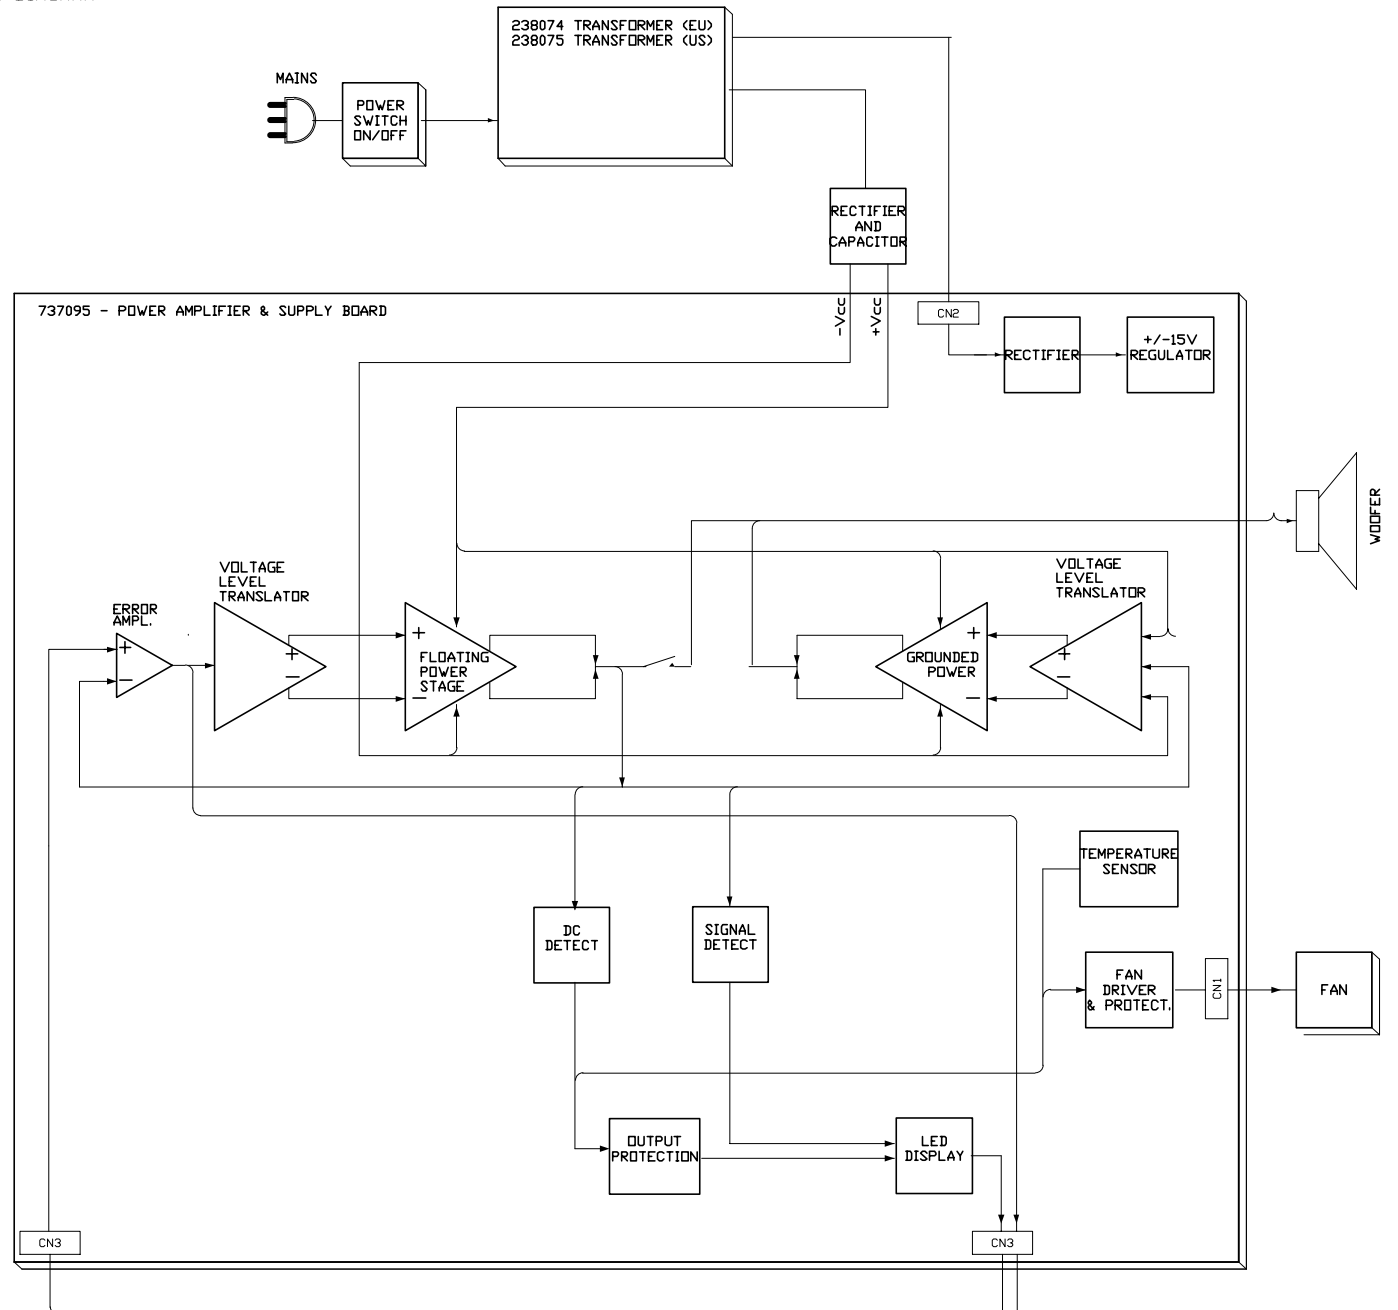 238074 TRANSFORMER (EU)
238075 TRANSFORMER (US)
MAINS
POWER
SWITCH
ON/OFF
RECTIFIER
AND
CAPACITOR
737095 - POWER AMPLIFIER & SUPPLY BOARD
-Vcc
+Vcc
CN2
RECTIFIER
+/-15V
REGULATOR
WOOFER
VOLTAGE
LEVEL
TRANSLATOR
VOLTAGE
LEVEL
TRANSLATOR
ERROR
AMPL.
+
-
+
-
+
-
FLOATING
POWER
STAGE
+
-
GROUNDED
POWER
+
-
TEMPERATURE
SENSOR
DC
DETECT
SIGNAL
DETECT
FAN
DRIVER
& PROTECT.
CN1
FAN
OUTPUT
PROTECTION
LED
DISPLAY
CN3
CN3